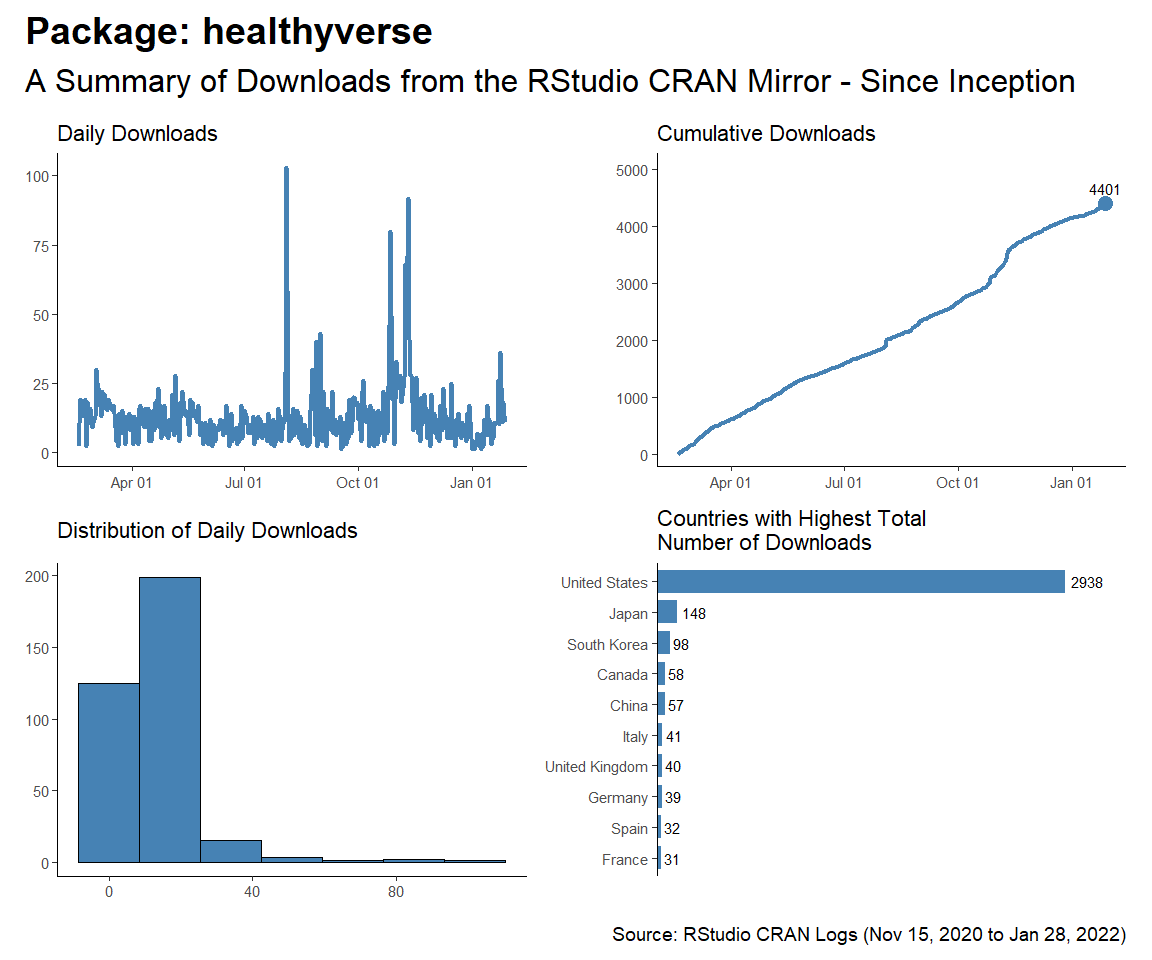 Package: healthyverse
A Summary of Downloads from the RStudio CRAN Mirror - Since Inception
Daily Downloads
100
75
50
25
0
Apr 01
Jul 01
Oct 01
Jan 01
Cumulative Downloads
5000
4000
3000
2000
1000
0
4401
Apr 01
Jul 01
Oct 01
Jan 01
Distribution of Daily Downloads
200
150
100
50
0
0
40
80
Countries with Highest Total
Number of Downloads
United States 2938
Japan 148
South Korea 98
Canada 58
China 57
Italy 41
United Kingdom 40
Germany 39
Spain 32
France 31
Source: RStudio CRAN Logs (Nov 15, 2020 to Jan 28, 2022)